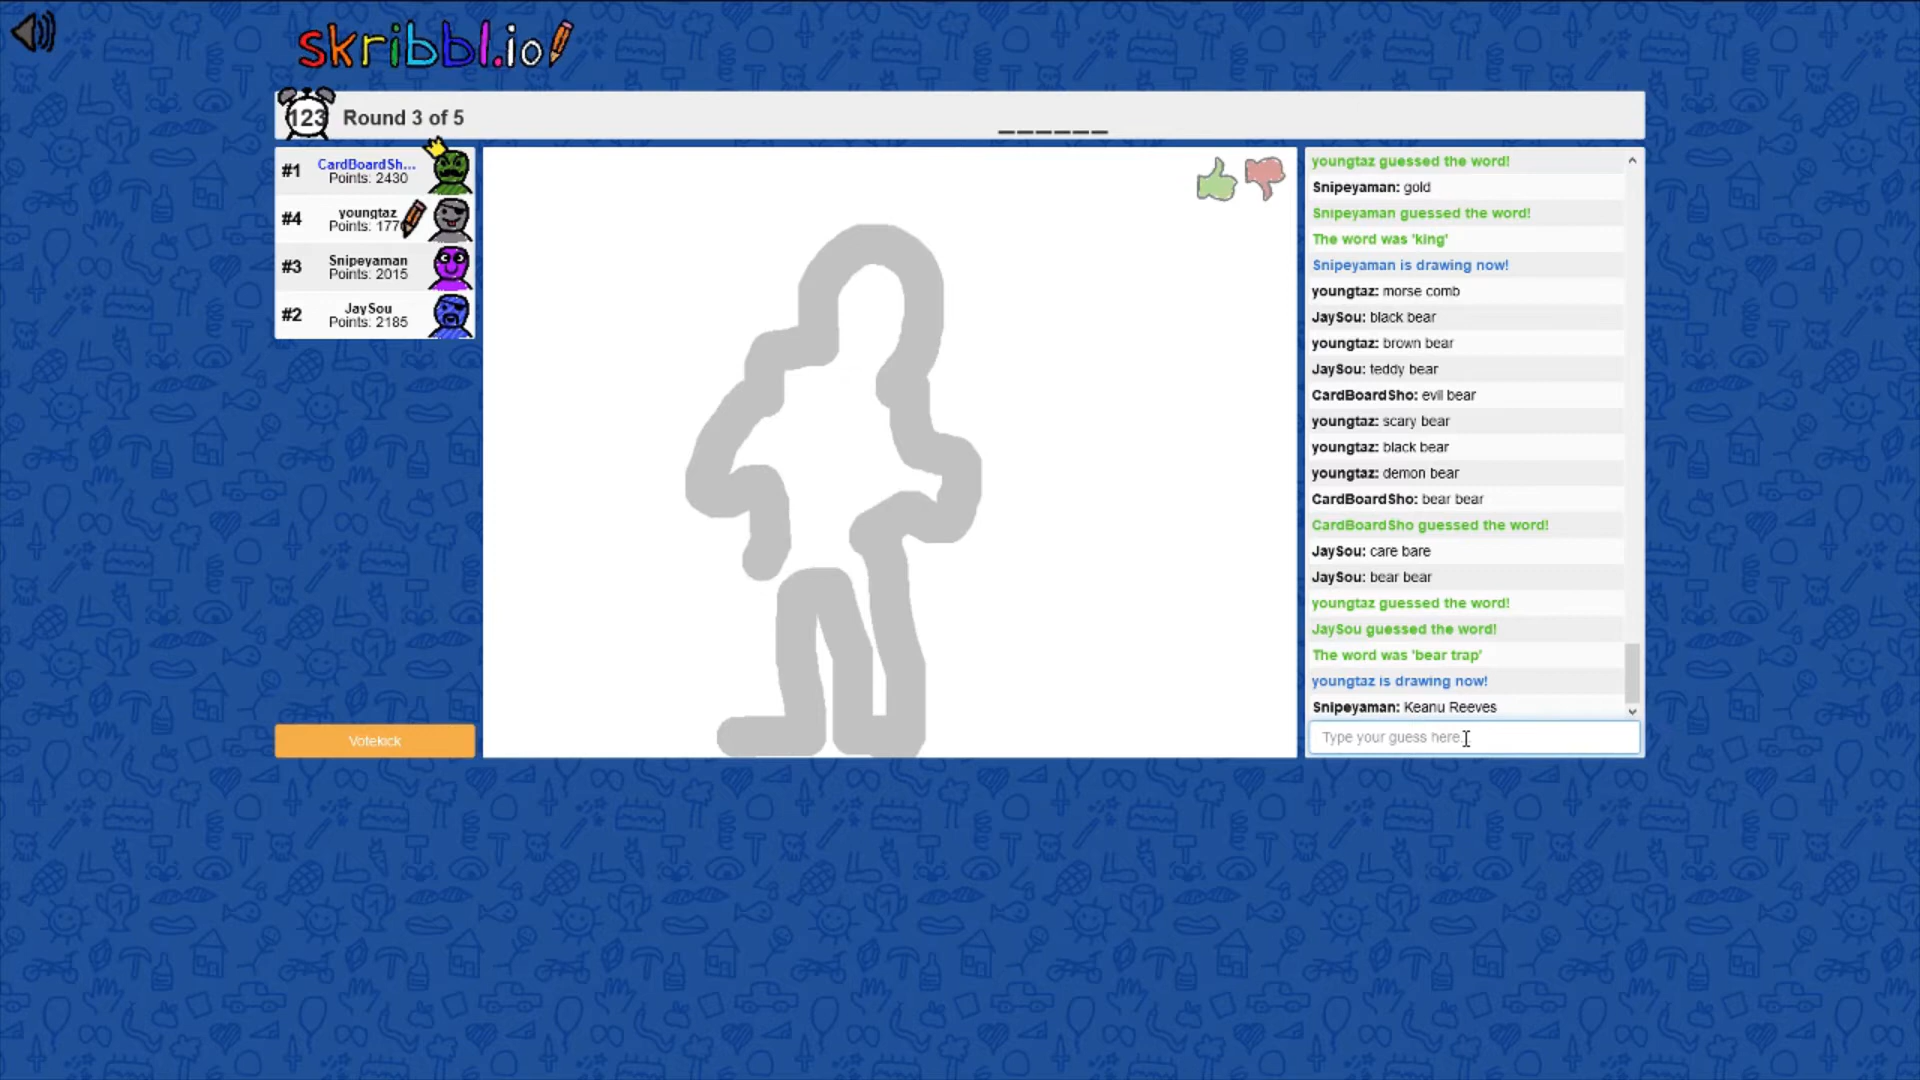 skribbl.io
123
Round 3 of 5
______
#1
CardBoardSh...
Points: 2430
#4
youngtaz
Points: 177
#3
Snipeyaman
Points: 2015
#2
JaySou
Points: 2185
Votekick
youngtaz guessed the word!
Snipeyaman: gold
Snipeyaman guessed the word!
The word was 'king'
Snipeyaman is drawing now!
youngtaz: morse comb
JaySou: black bear
youngtaz: brown bear
JaySou: teddy bear
CardBoardSho: evil bear
youngtaz: scary bear
youngtaz: black bear
youngtaz: demon bear
CardBoardSho: bear bear
CardBoardSho guessed the word!
JaySou: care bare
JaySou: bear bear
youngtaz guessed the word!
JaySou guessed the word!
The word was 'bear trap'
youngtaz is drawing now!
Snipeyaman: Keanu Reeves
Type your guess here...